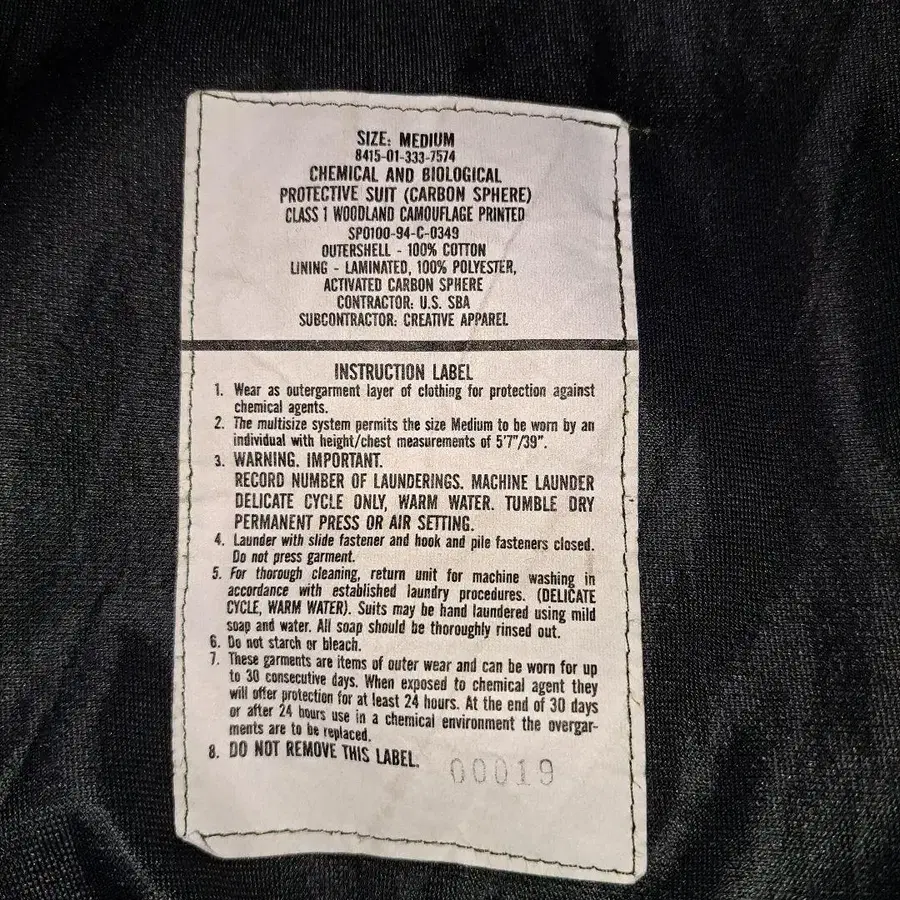 SIZE: MEDIUM
8415-01-333-7574
CHEMICAL AND BIOLOGICAL
PROTECTIVE SUIT (CARBON SPHERE)
CLASS 1 WOODLAND CAMOUFLAGE PRINTED
SPO100-94-C-0349
OUTERSHELL - 100% COTTON
LINING - LAMINATED, 100% POLYESTER,
ACTIVATED CARBON SPHERE
CONTRACTOR: U.S. SBA
SUBCONTRACTOR: CREATIVE APPAREL
INSTRUCTION LABEL
1. Wear as outergarment layer of clothing for protection against
chemical agents.
2. The multisize system permits the size Medium to be worn by an
individual with height/chest measurements of 5'7"/39".
3. WARNING. IMPORTANT.
RECORD NUMBER OF LAUNDERINGS. MACHINE LAUNDER
DELICATE CYCLE ONLY, WARM WATER. TUMBLE DRY
PERMANENT PRESS OR AIR SETTING.
4. Launder with slide fastener and hook and pile fasteners closed.
Do not press garment.
5. For thorough cleaning, return unit for machine washing in
accordance with established laundry procedures. (DELICATE
CYCLE, WARM WATER). Suits may be hand laundered using mild
soap and water. All soap should be thoroughly rinsed out.
6. Do not starch or bleach.
7. These garments are items of outer wear and can be worn for up
to 30 consecutive days. When exposed to chemical agent they
will offer protection for at least 24 hours. At the end of 30 days
or after 24 hours use in a chemical environment the overgar-
ments are to be replaced.
8. DO NOT REMOVE THIS LABEL.
00019